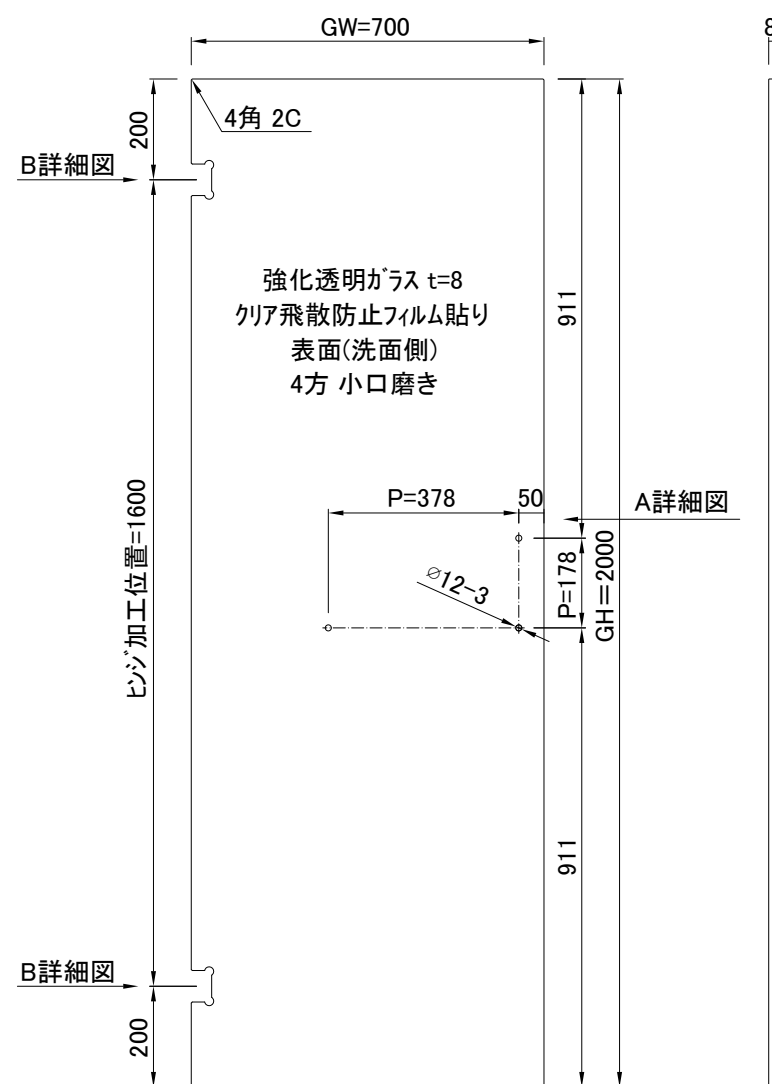 GW=700
8
200
4角 2C
B詳細図
強化透明ガラス t=8
クリア飛散防止フィルム貼り
表面(洗面側)
4方 小口磨き
911
P=378
50
A詳細図
ヒンジ加工位置=1600
⌀12-3
P=178
GH=2000
911
B詳細図
200